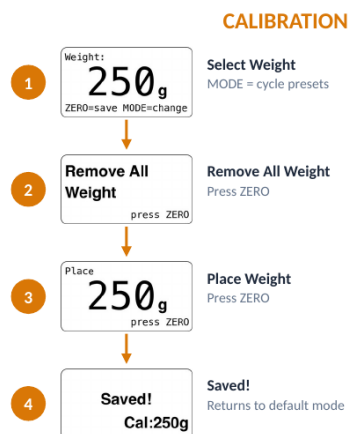 CALIBRATION
1
Weight:
250g
ZERO=save MODE=change
Select Weight
MODE = cycle presets
2
Remove All
Weight
press ZERO
Remove All Weight
Press ZERO
3
Place
250g
press ZERO
Place Weight
Press ZERO
4
Saved!
Cal:250g
Saved!
Returns to default mode